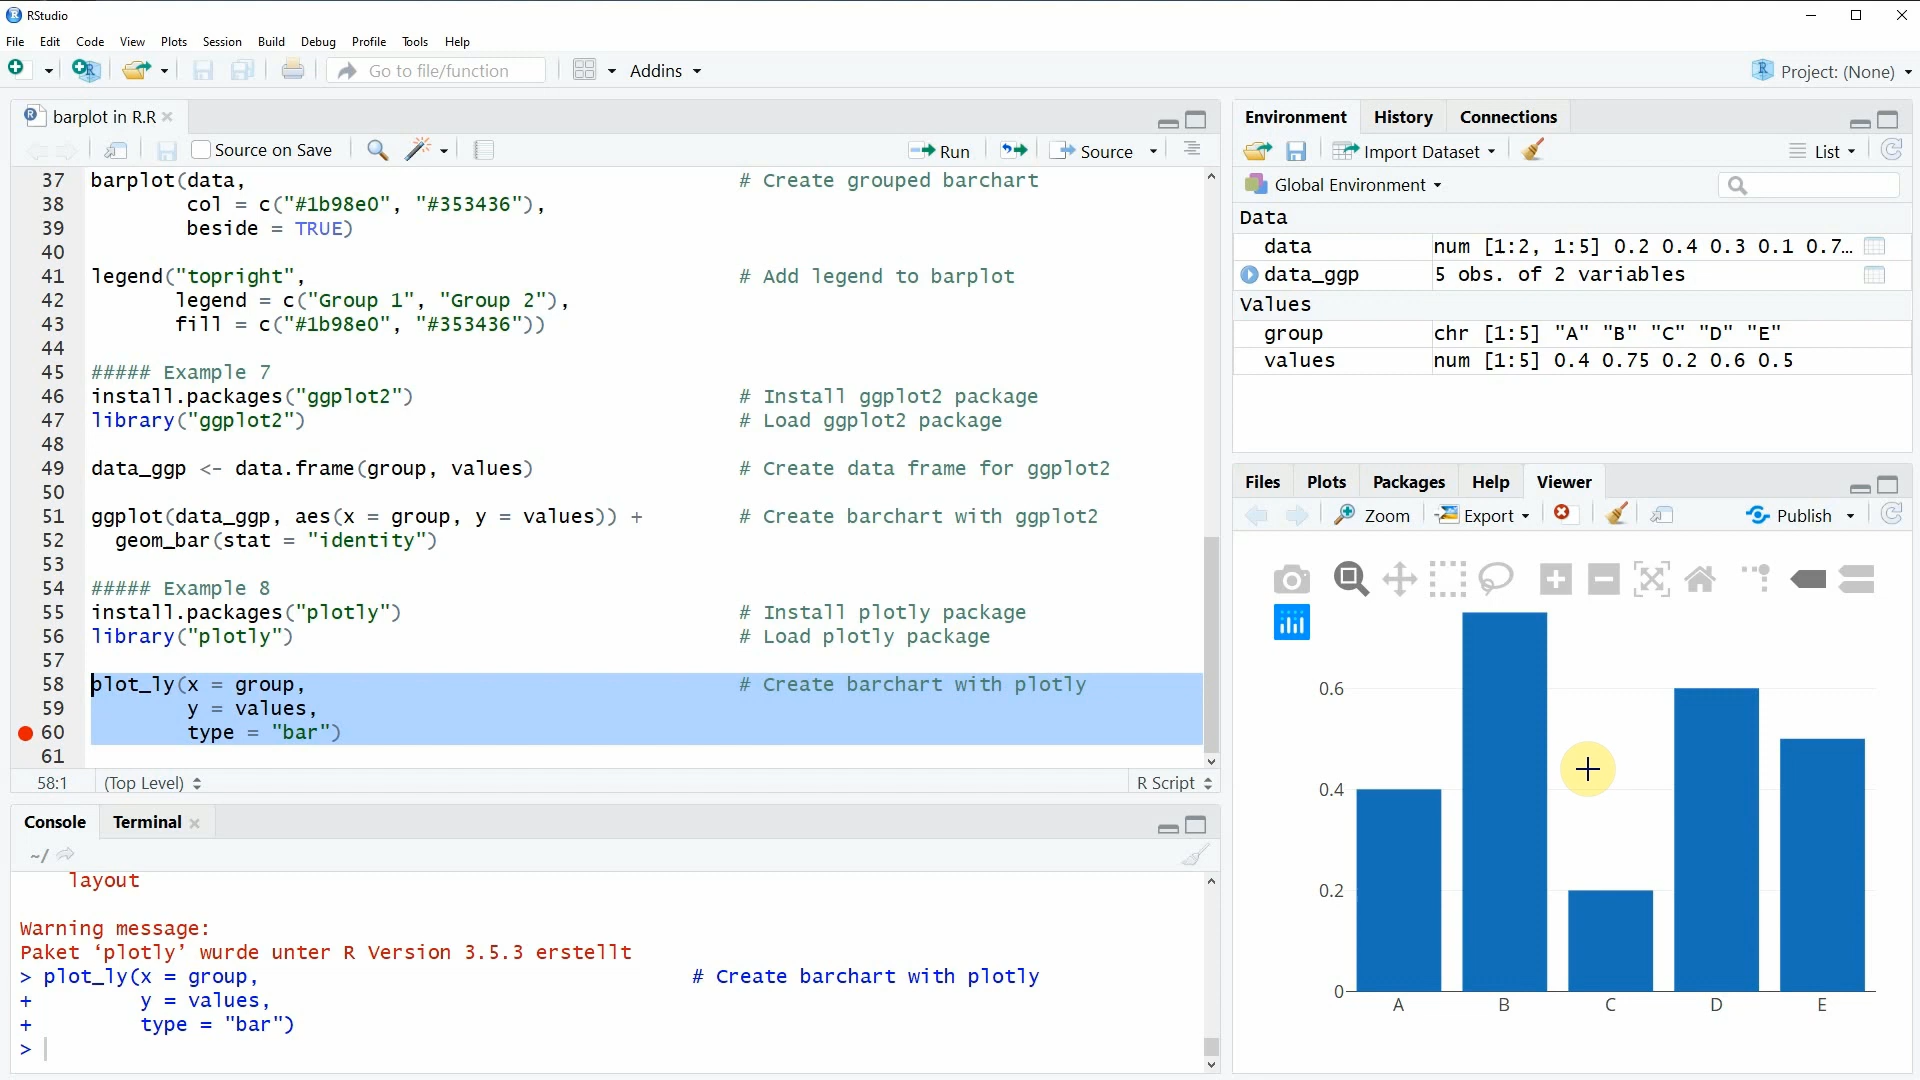 RStudio
File Edit Code View Plots Session Build Debug Profile Tools Help
Go to file/function Addins Project: (None)
barplot in R.R
Source on Save Run Source
37 barplot(data, # Create grouped barchart
38 col = c("#1b98e0", "#353436"),
39 beside = TRUE)
40
41 legend("topright", # Add legend to barplot
42 legend = c("Group 1", "Group 2"),
43 fill = c("#1b98e0", "#353436"))
44
45 ##### Example 7
46 install.packages("ggplot2") # Install ggplot2 package
47 library("ggplot2") # Load ggplot2 package
48
49 data_ggp <- data.frame(group, values) # Create data frame for ggplot2
50
51 ggplot(data_ggp, aes(x = group, y = values)) + # Create barchart with ggplot2
52 geom_bar(stat = "identity")
53
54 ##### Example 8
55 install.packages("plotly") # Install plotly package
56 library("plotly") # Load plotly package
57
58 plot_ly(x = group, # Create barchart with plotly
59 y = values,
60 type = "bar")
61
58:1 (Top Level) R Script
Console Terminal
~/
layout
Warning message:
Paket ‘plotly’ wurde unter R Version 3.5.3 erstellt
> plot_ly(x = group, # Create barchart with plotly
+ y = values,
+ type = "bar")
>
Environment History Connections
Import Dataset List
Global Environment
Data
data num [1:2, 1:5] 0.2 0.4 0.3 0.1 0.7...
data_ggp 5 obs. of 2 variables
Values
group chr [1:5] "A" "B" "C" "D" "E"
values num [1:5] 0.4 0.75 0.2 0.6 0.5
Files Plots Packages Help Viewer
Zoom Export Publish
0.6
0.4
0.2
0
A B C D E